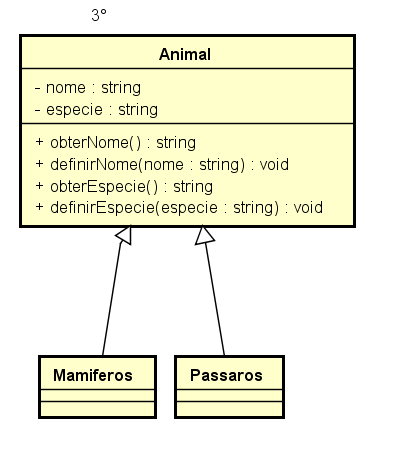 3°
Animal
- nome : string
- especie : string
+ obterNome() : string
+ definirNome(nome : string) : void
+ obterEspecie() : string
+ definirEspecie(especie : string) : void
Mamiferos
Passaros